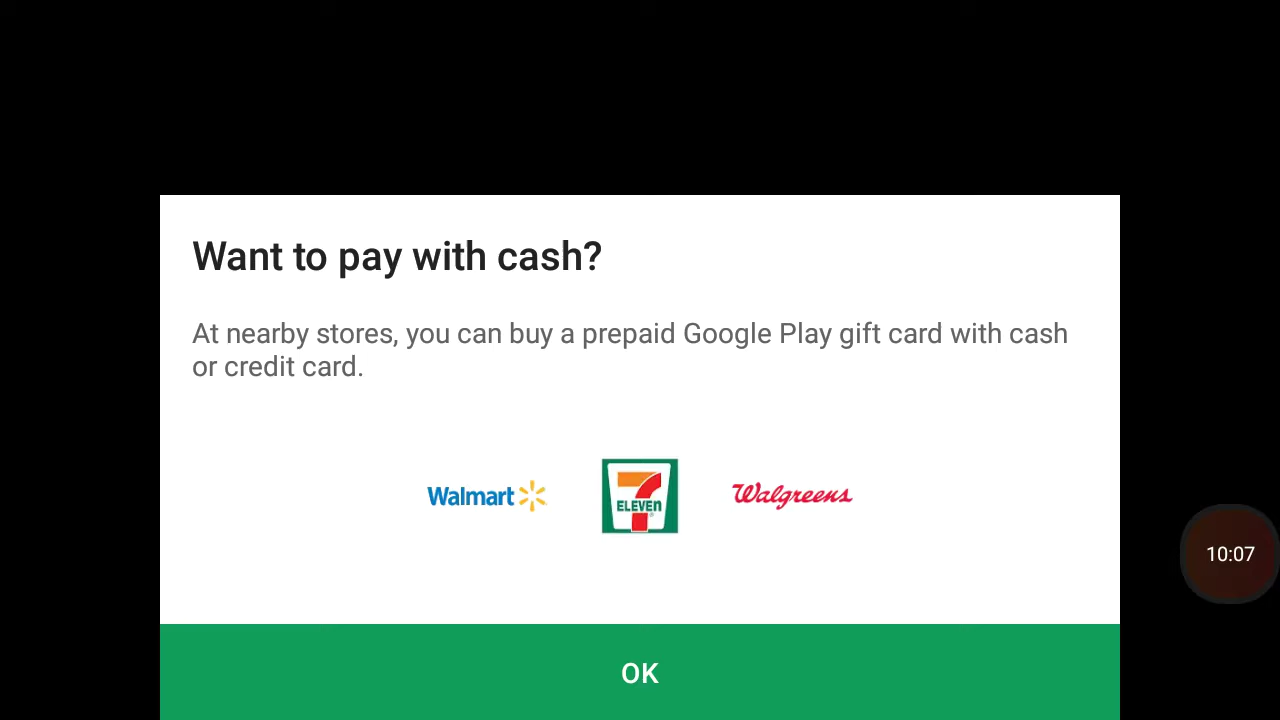 Want to pay with cash?
At nearby stores, you can buy a prepaid Google Play gift card with cash
or credit card.
Walmart
7
ELEVEN
Walgreens
10:07
OK